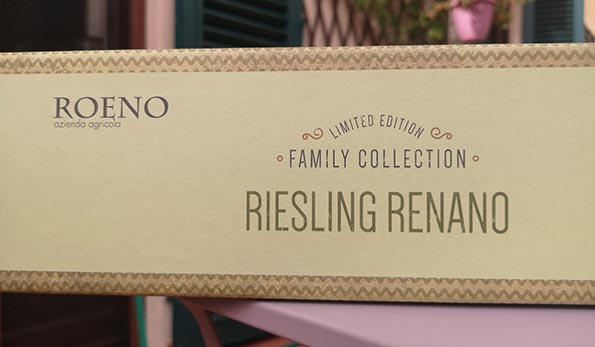 ROENO
azienda agricola
LIMITED EDITION
· FAMILY COLLECTION ·
RIESLING RENANO